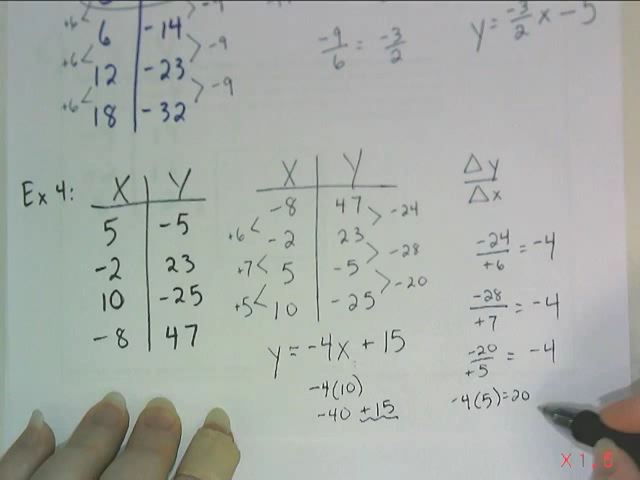 +6 < 6 | -14 > -9
+6 < 12 | -23 > -9
+6 < 18 | -32
-9/6 = -3/2
y = -3/2 x - 5
Ex 4:
X | Y
5 | -5
-2 | 23
10 | -25
-8 | 47
X | Y
-8 | 47 > -24
+6 < -2 | 23 > -28
+7 < 5 | -5 > -20
+5 < 10 | -25
y = -4x + 15
-4(10)
-40 +15
Δy/Δx
-24/+6 = -4
-28/+7 = -4
-20/+5 = -4
-4(5)=20